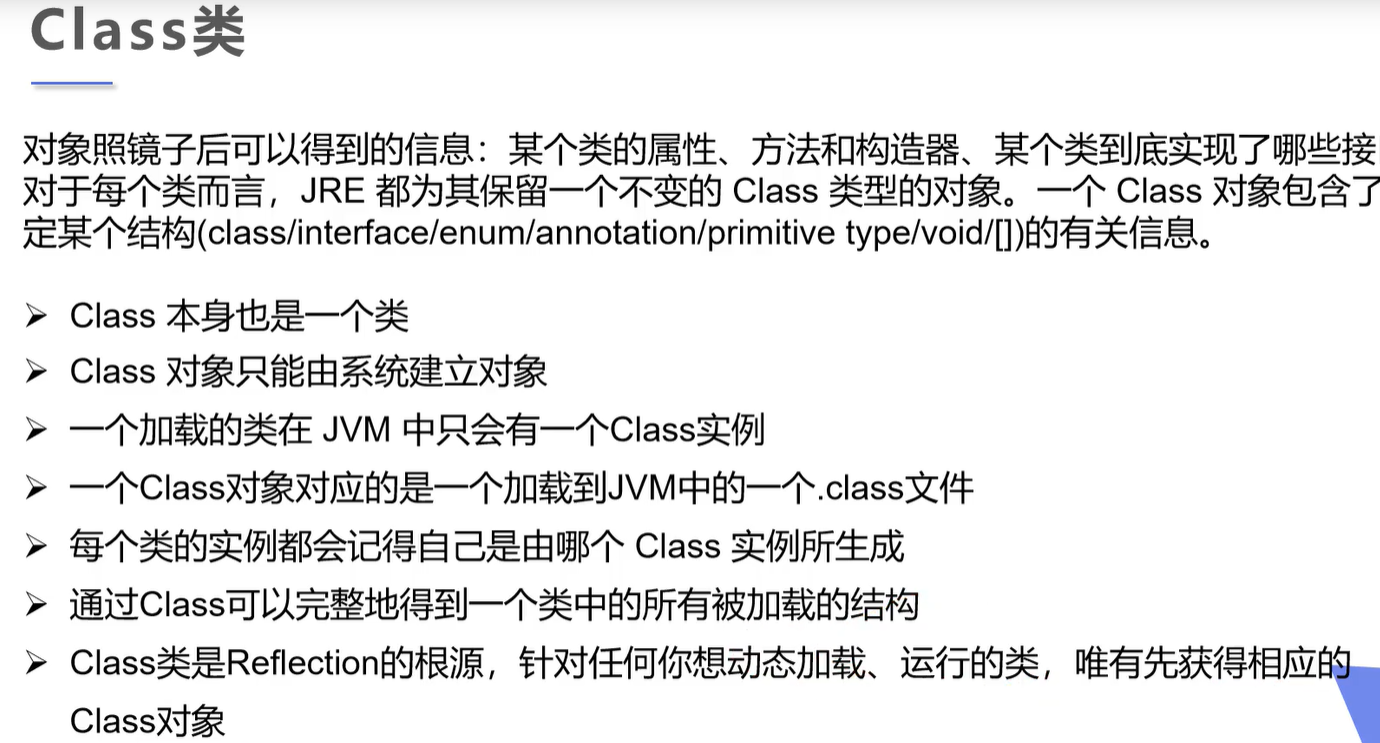 Class类
对象照镜子后可以得到的信息：某个类的属性、方法和构造器、某个类到底实现了哪些接
对于每个类而言，JRE 都为其保留一个不变的 Class 类型的对象。一个 Class 对象包含了
定某个结构(class/interface/enum/annotation/primitive type/void/[])的有关信息。
➢ Class 本身也是一个类
➢ Class 对象只能由系统建立对象
➢ 一个加载的类在 JVM 中只会有一个Class实例
➢ 一个Class对象对应的是一个加载到JVM中的一个.class文件
➢ 每个类的实例都会记得自己是由哪个 Class 实例所生成
➢ 通过Class可以完整地得到一个类中的所有被加载的结构
➢ Class类是Reflection的根源，针对任何你想动态加载、运行的类，唯有先获得相应的
Class对象